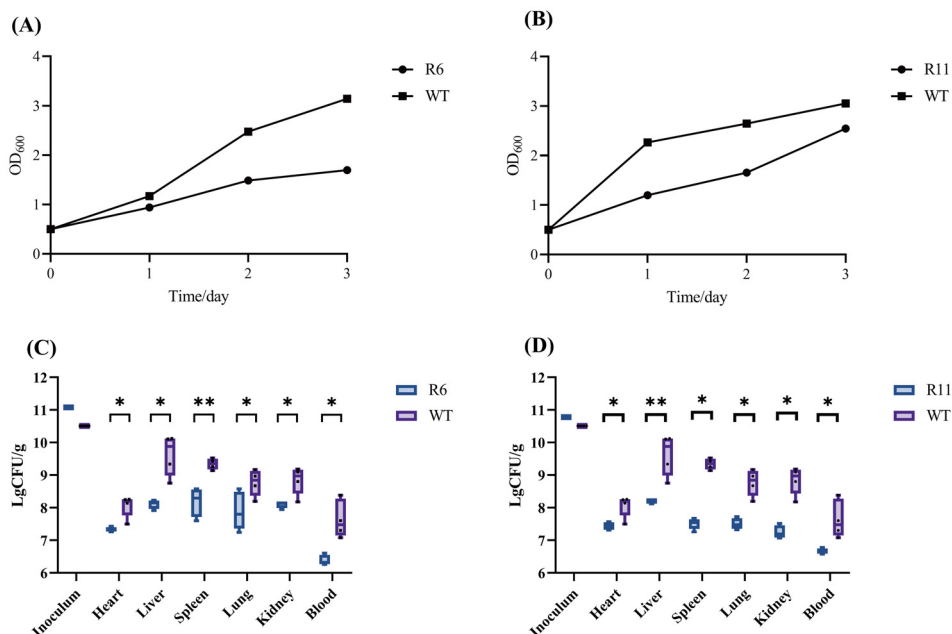 (A)
4
3
2
1
0
OD600
0 1 2 3
Time/day
R6
WT
(B)
4
3
2
1
0
OD600
0 1 2 3
Time/day
R11
WT
(C)
12
11
10
9
8
7
6
LgCFU/g
* * ** * * *
Inoculum Heart Liver Spleen Lung Kidney Blood
R6
WT
(D)
12
11
10
9
8
7
6
LgCFU/g
* ** * * * *
Inoculum Heart Liver Spleen Lung Kidney Blood
R11
WT